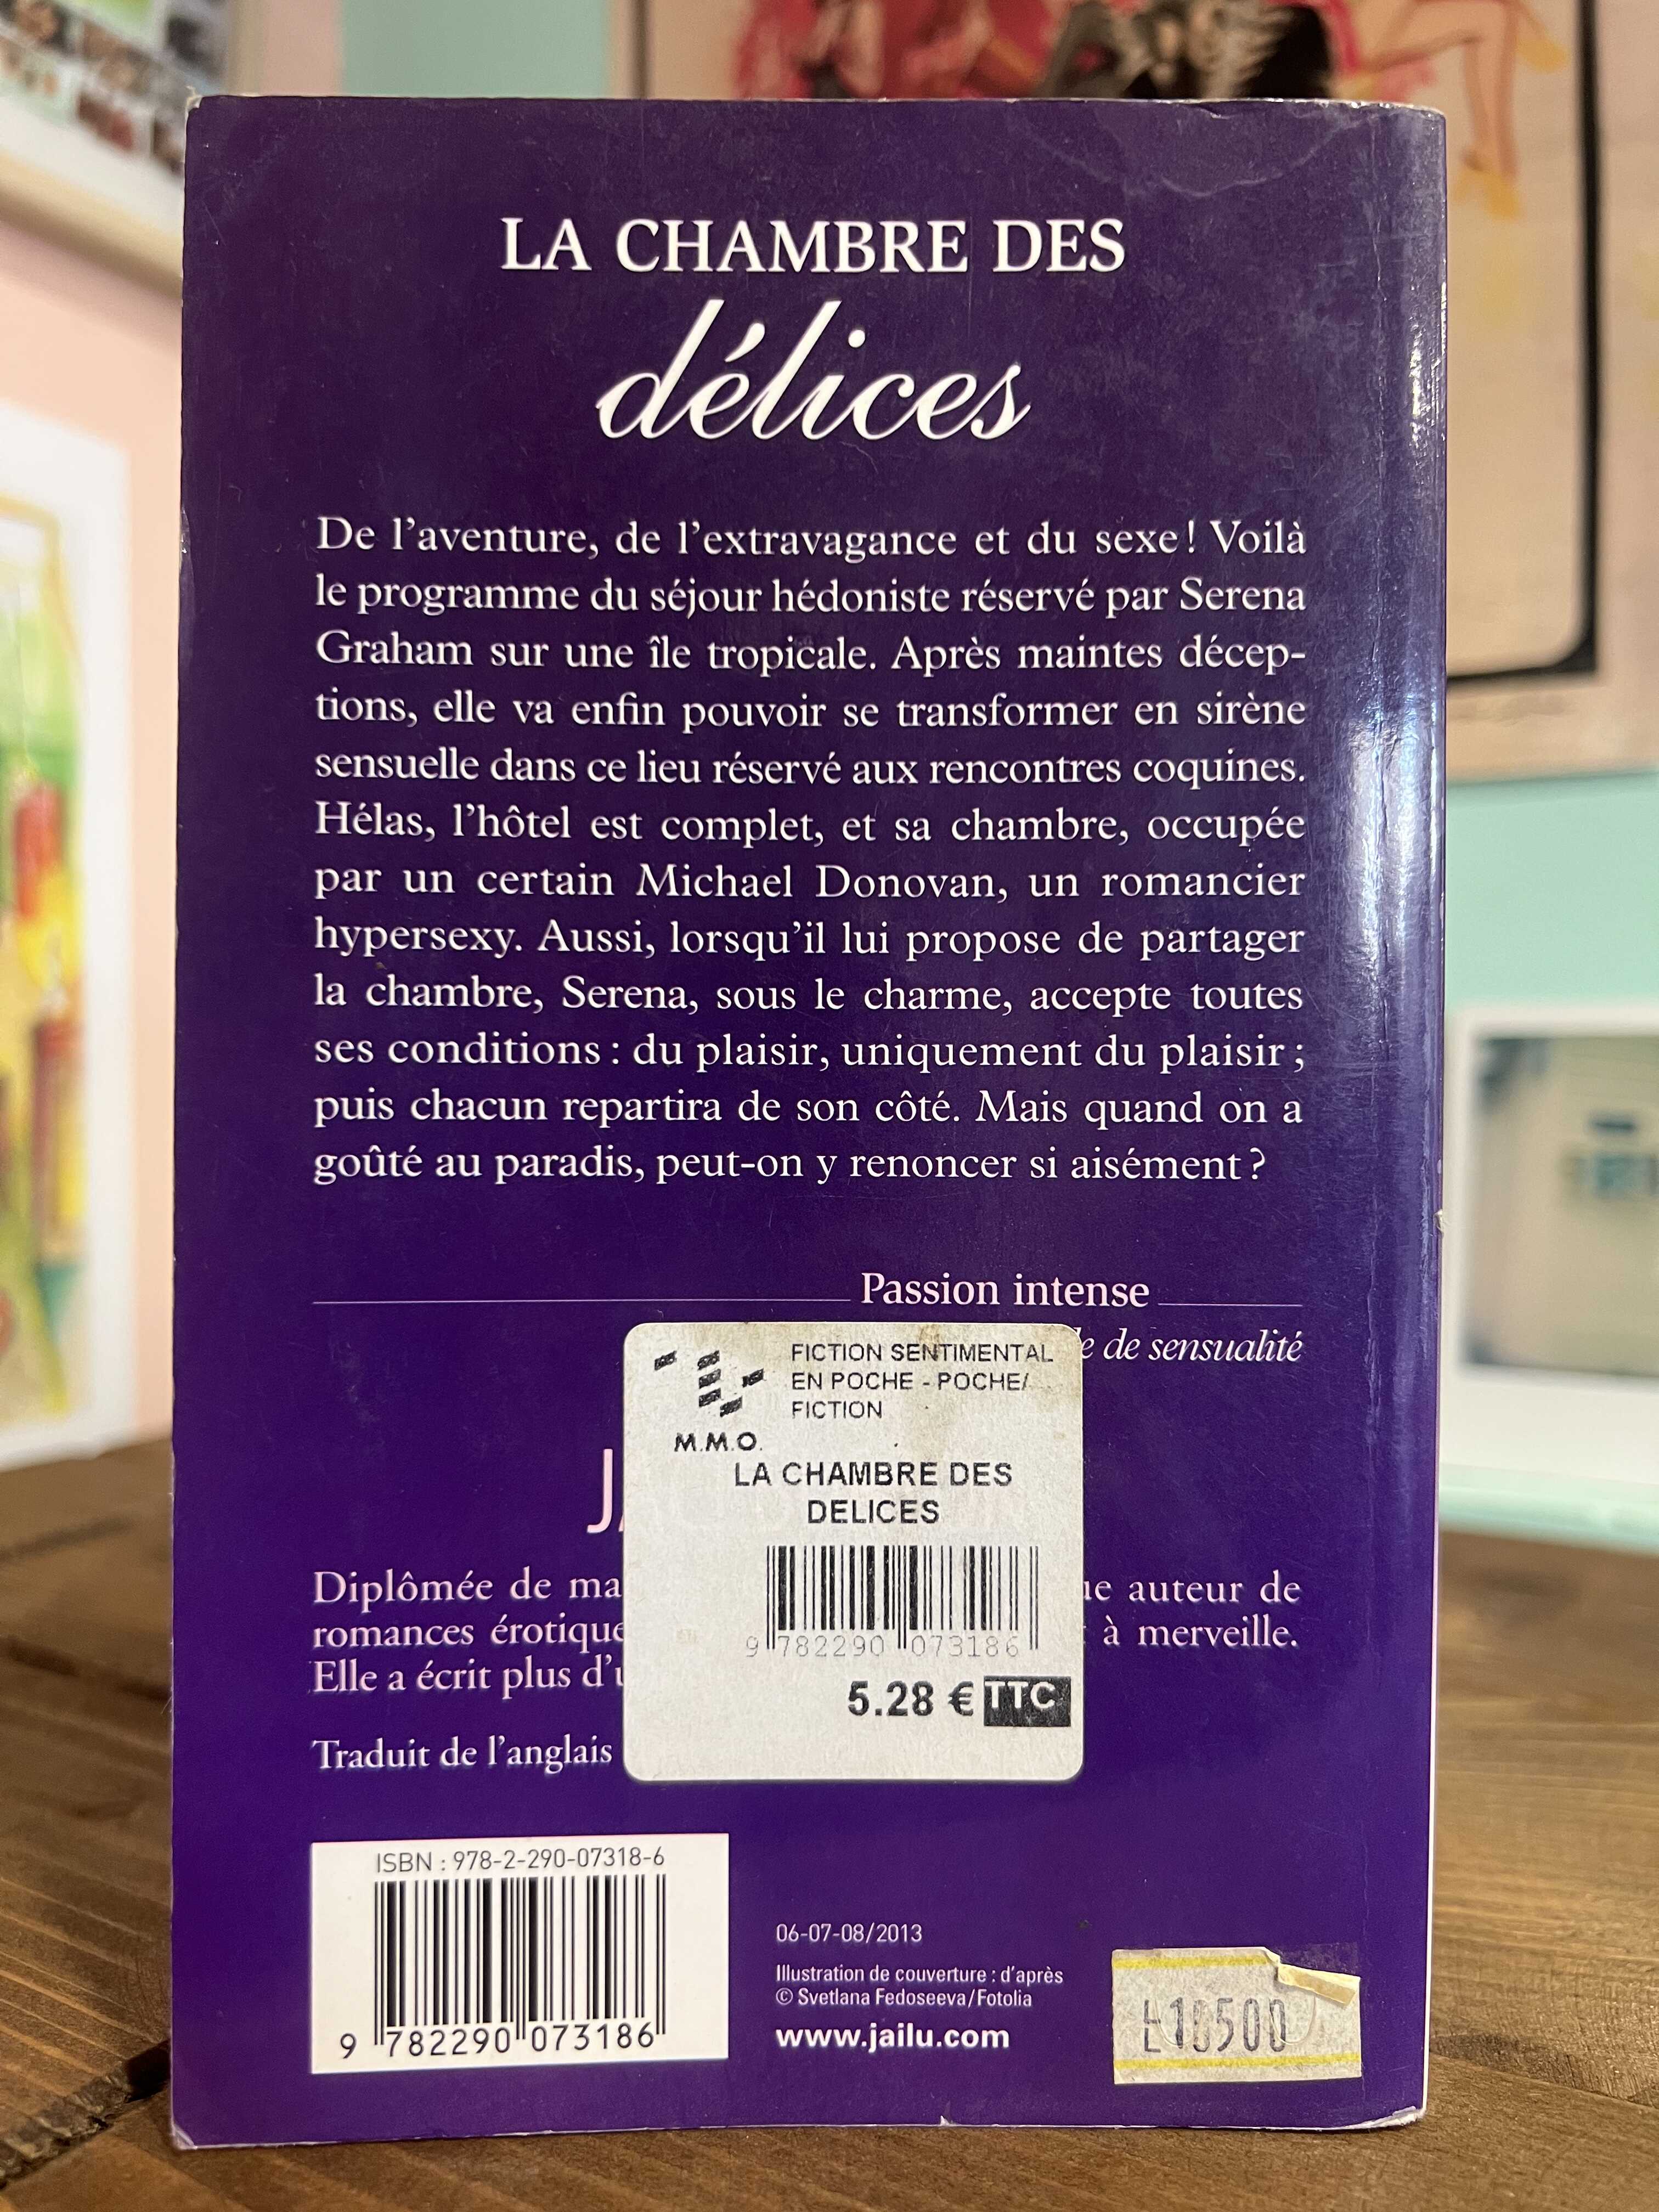 LA CHAMBRE DES
délices
De l'aventure, de l'extravagance et du sexe ! Voilà
le programme du séjour hédoniste réservé par Serena
Graham sur une île tropicale. Après maintes décep-
tions, elle va enfin pouvoir se transformer en sirène
sensuelle dans ce lieu réservé aux rencontres coquines.
Hélas, l'hôtel est complet, et sa chambre, occupée
par un certain Michael Donovan, un romancier
hypersexy. Aussi, lorsqu'il lui propose de partager
la chambre, Serena, sous le charme, accepte toutes
ses conditions : du plaisir, uniquement du plaisir ;
puis chacun repartira de son côté. Mais quand on a
goûté au paradis, peut-on y renoncer si aisément ?
Passion intense
de sensualité
FICTION SENTIMENTAL
EN POCHE - POCHE/
FICTION
M.M.O.
LA CHAMBRE DES
DELICES
9 782290 073186
5.28 € TTC
Diplômée de
auteur de
romances
à merveille.
Elle a écrit plus
Traduit de l'anglais
ISBN : 978-2-290-07318-6
9 782290 073186
06-07-08/2013
Illustration de couverture : d'après
© Svetlana Fedoseeva/Fotolia
www.jailu.com